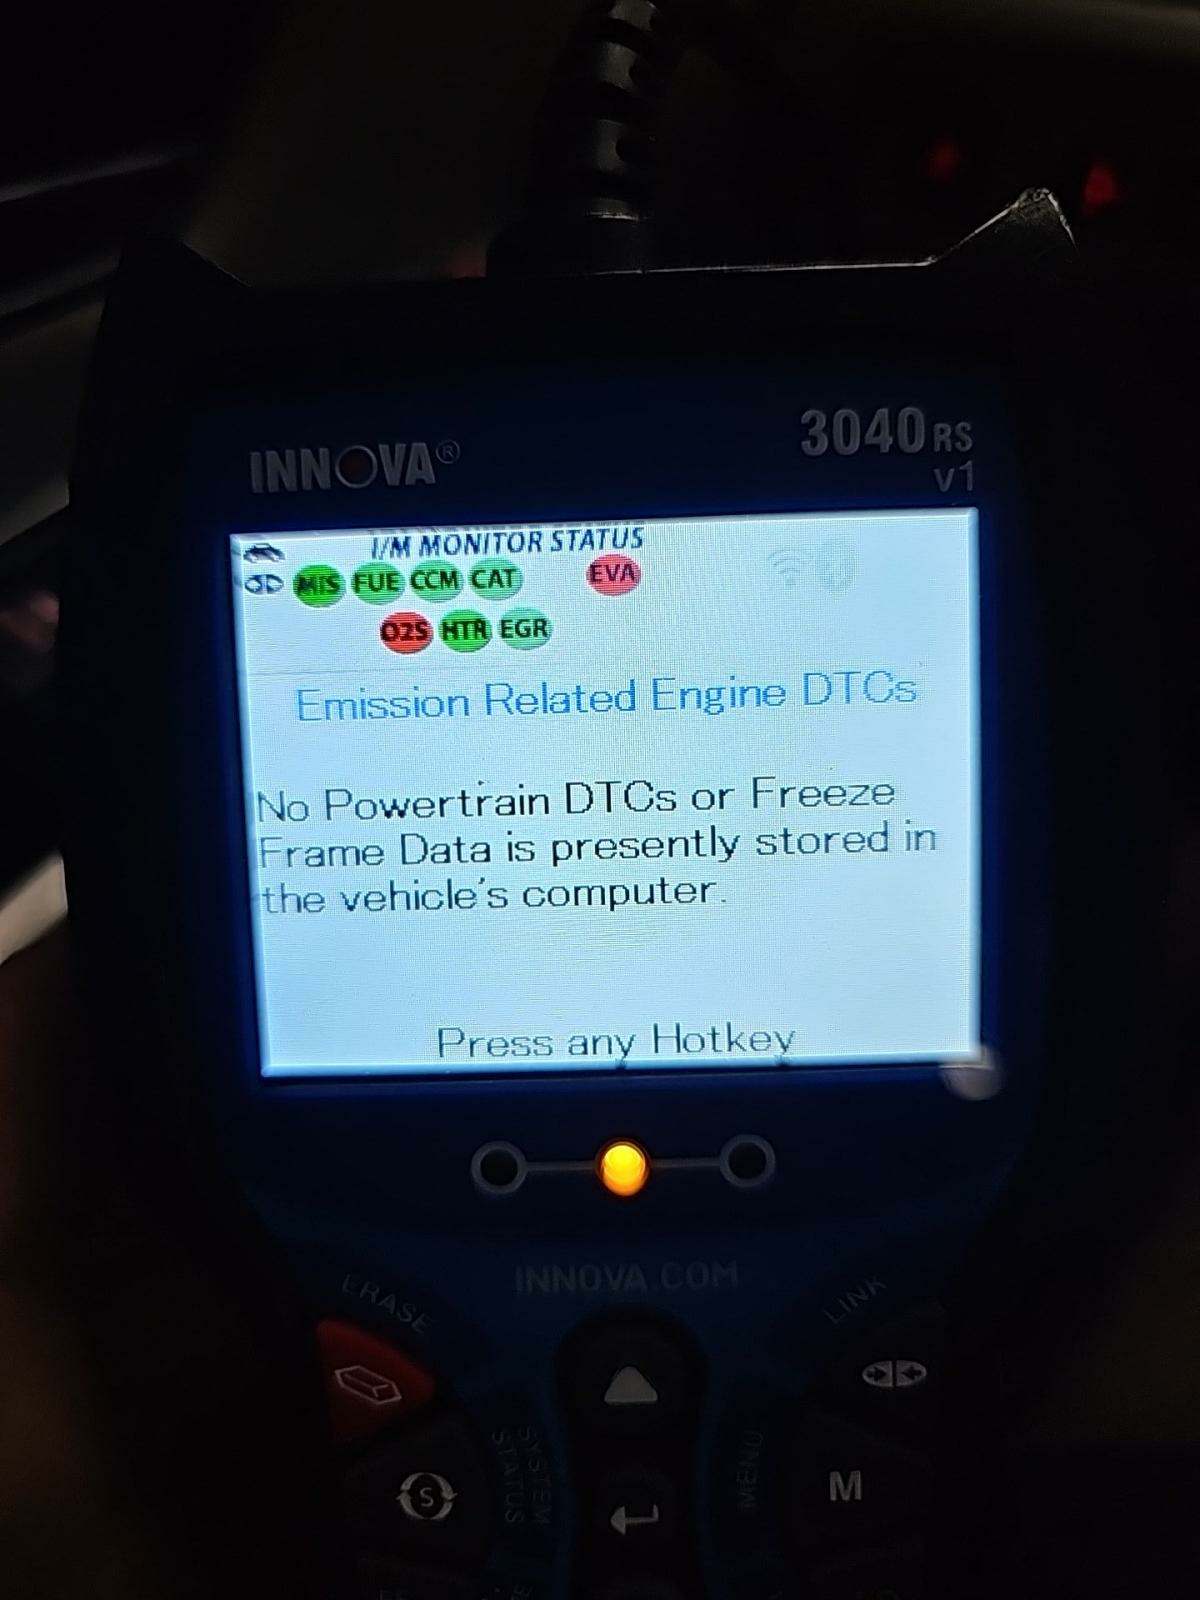 INNOVA®
3040RS
v1
I/M MONITOR STATUS
MIS FUE CCM CAT EVA
O2S HTR EGR
Emission Related Engine DTCs
No Powertrain DTCs or Freeze
Frame Data is presently stored in
the vehicle's computer.
Press any Hotkey
INNOVA.COM
ERASE
LINK
S
SYSTEM
STATUS
MENU
M